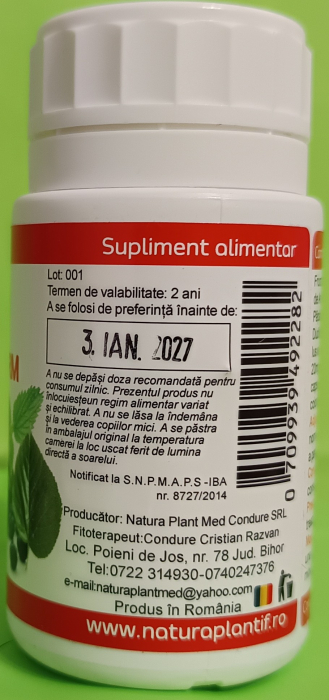 Supliment alimentar
Lot: 001
Termen de valabilitate: 2 ani
A se folosi de preferință înainte de:
3. IAN. 2027
A nu se depăși doza recomandată pentru
consumul zilnic. Prezentul produs nu
înlocuiesțeun regim alimentar variat
și echilibrat. A nu se lăsa la îndemâna
și la vederea copiilor mici. A se păstra
în ambalajul original la temperatura
camerei la loc uscat ferit de lumina
directă a soarelui.
Notificat la S.N.P.M.A.P.S -IBA
nr. 8727/2014
0 709939 492282
Producător: Natura Plant Med Condure SRL
Fitoterapeut:Condure Cristian Razvan
Loc. Poieni de Jos, nr. 78 Jud. Bihor
Tel:0722 314930-0740247376
e-mail:naturaplantmed@yahoo.com
Produs în România
www.naturaplantif.ro